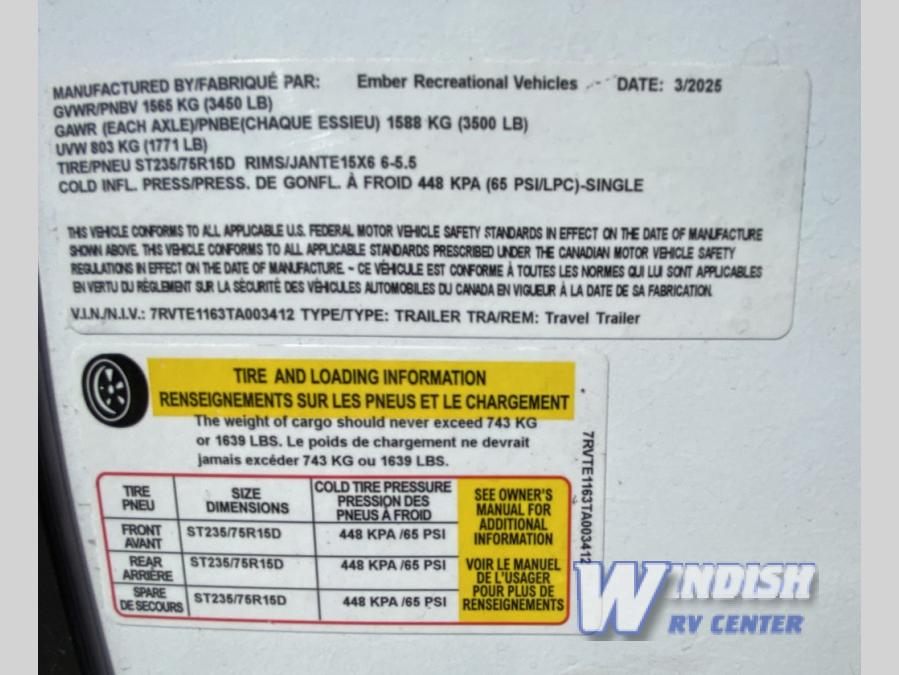 MANUFACTURED BY/FABRIQUÉ PAR: Ember Recreational Vehicles DATE: 3/2025
GVWR/PNBV 1565 KG (3450 LB)
GAWR (EACH AXLE)/PNBE(CHAQUE ESSIEU) 1588 KG (3500 LB)
UVW 803 KG (1771 LB)
TIRE/PNEU ST235/75R15D RIMS/JANTE15X6 6-5.5
COLD INFL. PRESS/PRESS. DE GONFL. À FROID 448 KPA (65 PSI/LPC)-SINGLE
THIS VEHICLE CONFORMS TO ALL APPLICABLE U.S. FEDERAL MOTOR VEHICLE SAFETY STANDARDS IN EFFECT ON THE DATE OF MANUFACTURE
SHOWN ABOVE. THIS VEHICLE CONFORMS TO ALL APPLICABLE STANDARDS PRESCRIBED UNDER THE CANADIAN MOTOR VEHICLE SAFETY
REGULATIONS IN EFFECT ON THE DATE OF MANUFACTURE. - CE VÉHICULE EST CONFORME À TOUTES LES NORMES QUI LUI SONT APPLICABLES
EN VERTU DU RÈGLEMENT SUR LA SÉCURITÉ DES VÉHICULES AUTOMOBILES DU CANADA EN VIGUEUR À LA DATE DE SA FABRICATION.
V.I.N./N.I.V.: 7RVTE1163TA003412 TYPE/TYPE: TRAILER TRA/REM: Travel Trailer
TIRE AND LOADING INFORMATION
RENSEIGNEMENTS SUR LES PNEUS ET LE CHARGEMENT
The weight of cargo should never exceed 743 KG
or 1639 LBS. Le poids de chargement ne devrait
jamais excéder 743 KG ou 1639 LBS.
TIRE
PNEU
SIZE
DIMENSIONS
COLD TIRE PRESSURE
PRESSION DES
PNEUS À FROID
FRONT
AVANT
ST235/75R15D
448 KPA /65 PSI
REAR
ARRIÈRE
ST235/75R15D
448 KPA /65 PSI
SPARE
DE SECOURS
ST235/75R15D
448 KPA /65 PSI
SEE OWNER'S
MANUAL FOR
ADDITIONAL
INFORMATION
VOIR LE MANUEL
DE L'USAGER
POUR PLUS DE
RENSEIGNEMENTS
7RVTE1163TA003412
WINDISH
RV CENTER